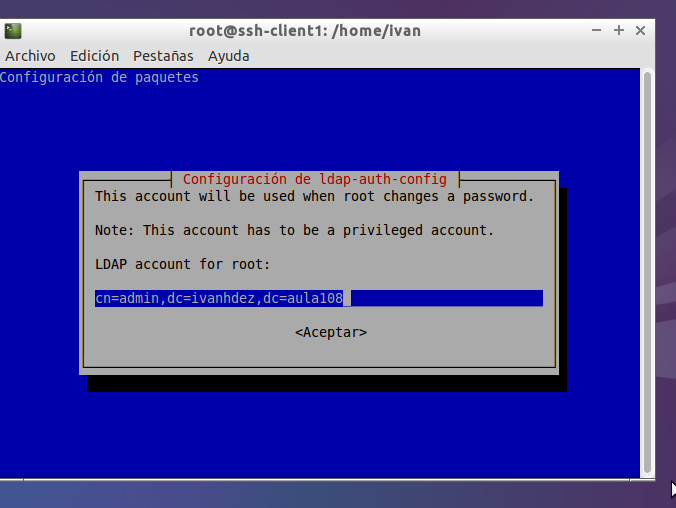 root@ssh-client1: /home/ivan
Archivo Edición Pestañas Ayuda
Configuración de paquetes
Configuración de ldap-auth-config
This account will be used when root changes a password.
Note: This account has to be a privileged account.
LDAP account for root:
cn=admin,dc=ivanhdez,dc=aula108
<Aceptar>